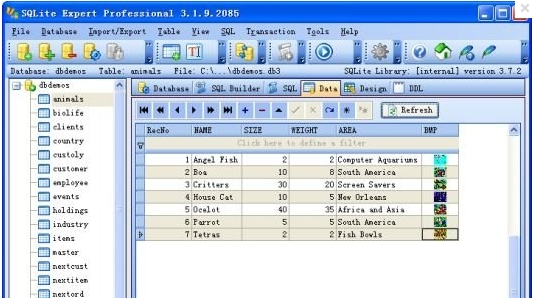 SQLite Expert Professional 3.1.9.2085
File Database Import/Export Table View SQL Transaction Tools Help
Database: dbdemos Table: animals File: C:\...\dbdemos.db3 SQLite Library: [internal] version 3.7.2
dbdemos
animals
biolife
clients
country
custoly
customer
employee
events
holdings
industry
items
master
nextcust
nextitem
nextord
Database SQL Builder SQL Data Design DDL
Refresh
RecNo NAME SIZE WEIGHT AREA BMP
Click here to define a filter
1 Angel Fish 2 2 Computer Aquariums
2 Boa 10 8 South America
3 Critters 30 20 Screen Savers
4 House Cat 10 5 New Orleans
5 Ocelot 40 35 Africa and Asia
6 Parrot 5 5 South America
7 Tetras 2 2 Fish Bowls